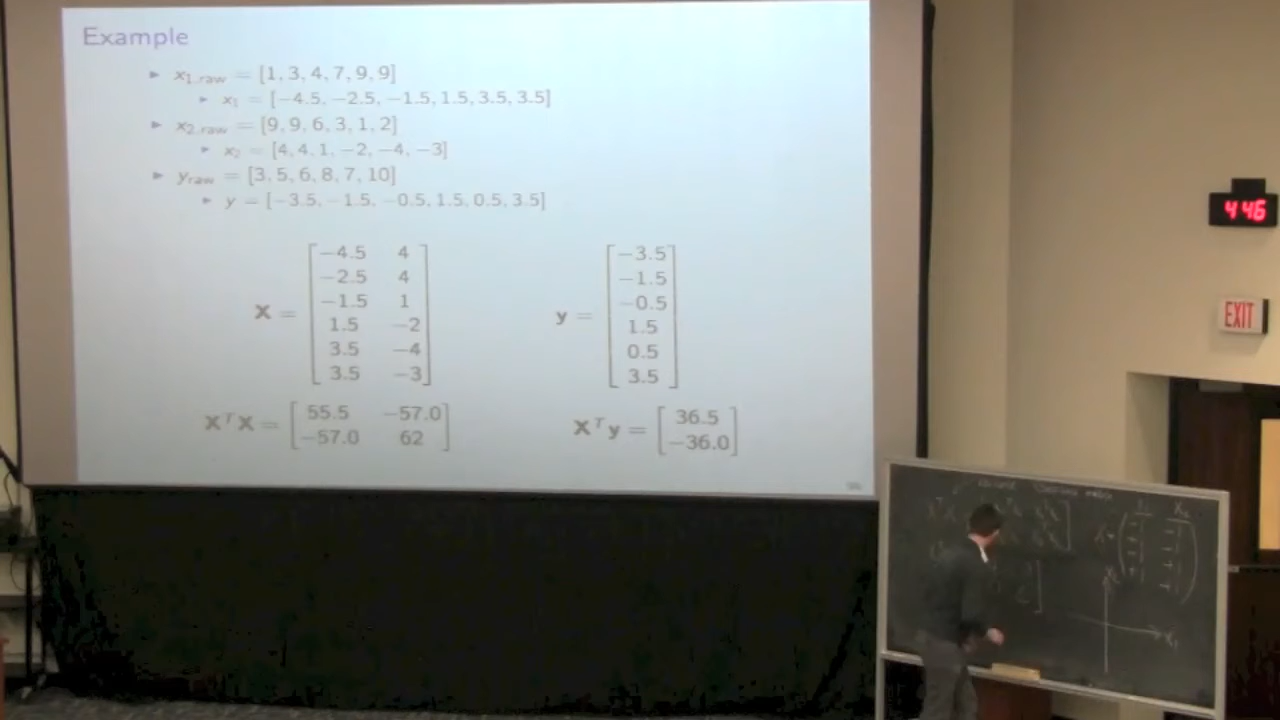 Example
► x1,raw = [1, 3, 4, 7, 9, 9]
► x1 = [−4.5, −2.5, −1.5, 1.5, 3.5, 3.5]
► x2,raw = [9, 9, 6, 3, 1, 2]
► x2 = [4, 4, 1, −2, −4, −3]
► yraw = [3, 5, 6, 8, 7, 10]
► y = [−3.5, −1.5, −0.5, 1.5, 0.5, 3.5]
X =
−4.5 4
−2.5 4
−1.5 1
1.5 −2
3.5 −4
3.5 −3
y =
−3.5
−1.5
−0.5
1.5
0.5
3.5
XᵀX =
55.5 −57.0
−57.0 62
Xᵀy =
36.5
−36.0
4:46
EXIT